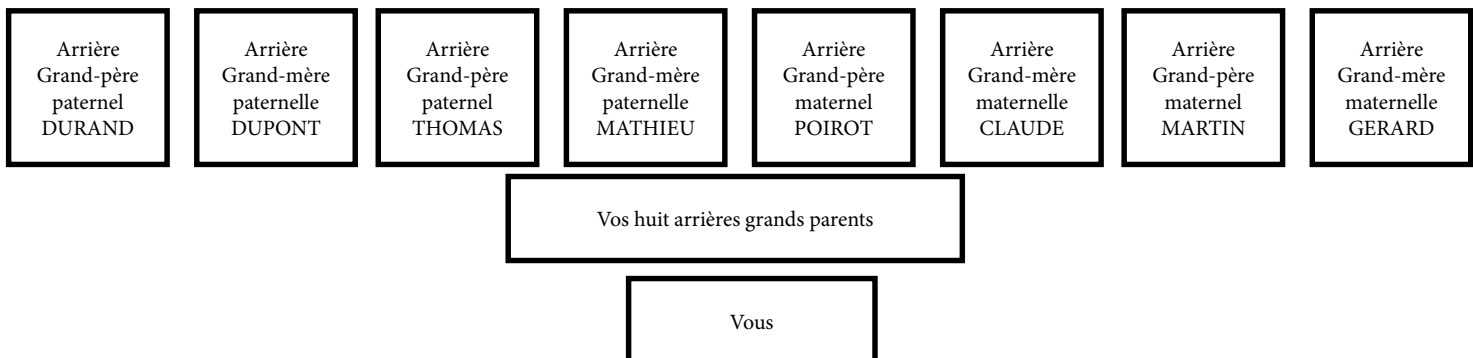 Arrière
Grand-père
paternel
DURAND
Arrière
Grand-mère
paternelle
DUPONT
Arrière
Grand-père
paternel
THOMAS
Arrière
Grand-mère
paternelle
MATHIEU
Arrière
Grand-père
maternel
POIROT
Arrière
Grand-mère
maternelle
CLAUDE
Arrière
Grand-père
maternel
MARTIN
Arrière
Grand-mère
maternelle
GERARD
Vos huit arrières grands parents
Vous